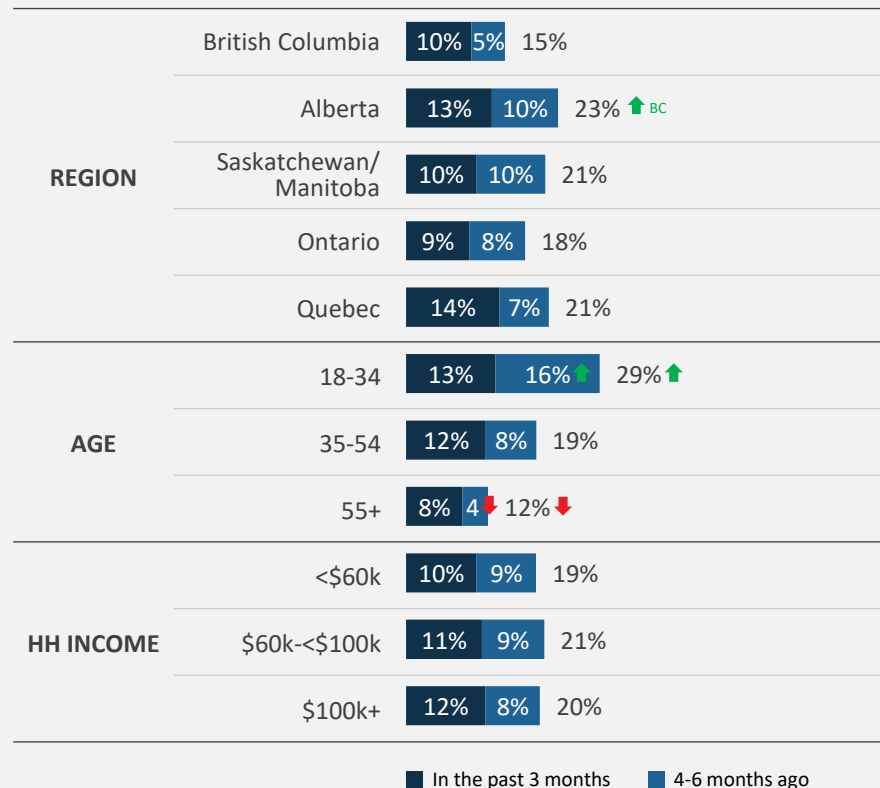 British Columbia 10% 5% 15%
Alberta 13% 10% 23% BC
REGION
Saskatchewan/
Manitoba 10% 10% 21%
Ontario 9% 8% 18%
Quebec 14% 7% 21%
18-34 13% 16% 29%
AGE
35-54 12% 8% 19%
55+ 8% 4 12%
<$60k 10% 9% 19%
HH INCOME
$60k-<$100k 11% 9% 21%
$100k+ 12% 8% 20%
In the past 3 months 4-6 months ago